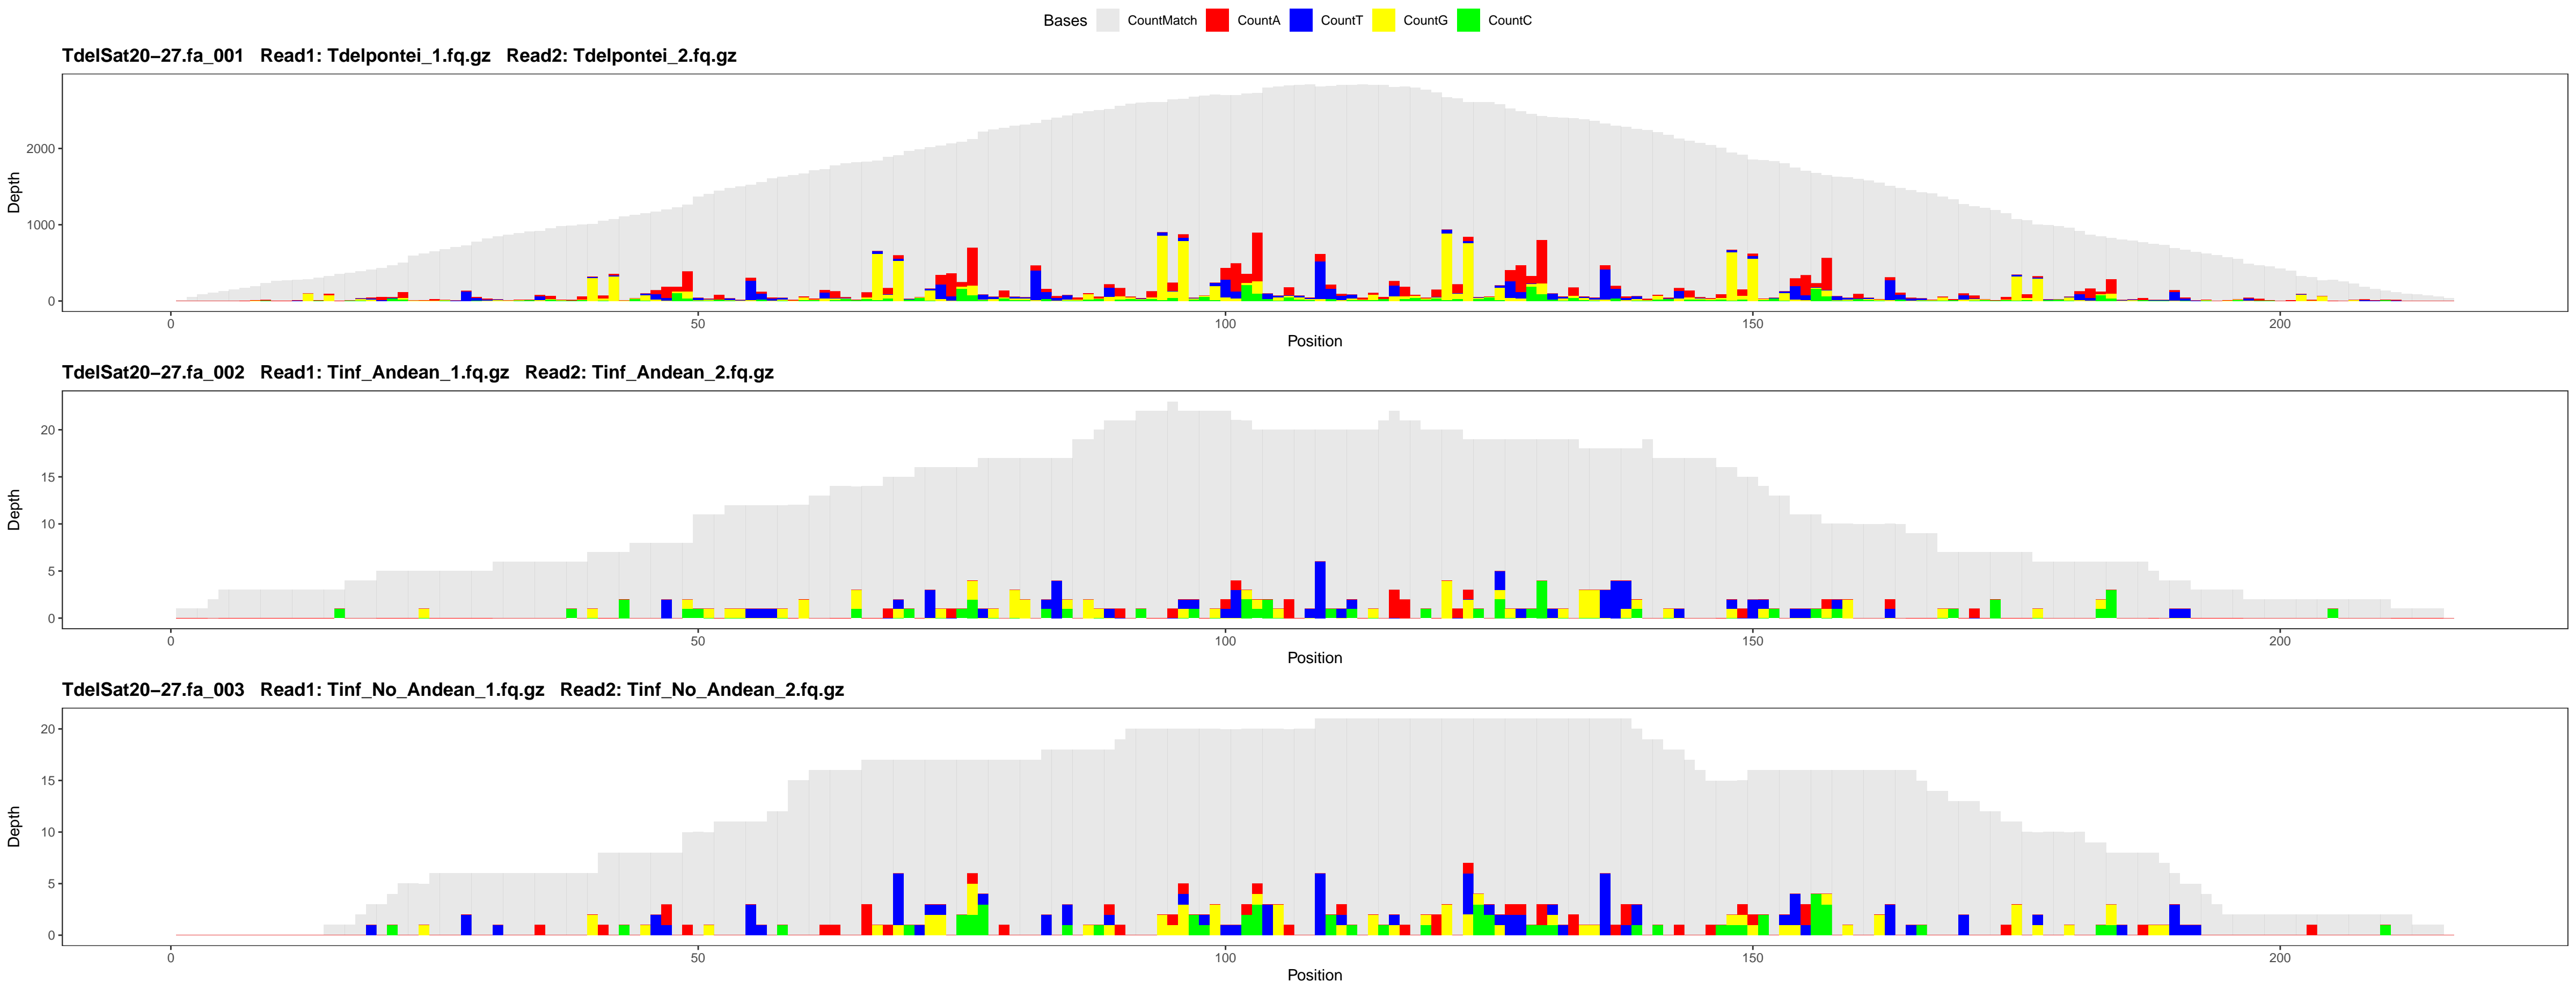 Bases CountMatch CountA CountT CountG CountC
TdelSat20–27.fa_001 Read1: Tdelpontei_1.fq.gz Read2: Tdelpontei_2.fq.gz
Depth
2000
1000
0
0 50 100 150 200
Position
TdelSat20–27.fa_002 Read1: Tinf_Andean_1.fq.gz Read2: Tinf_Andean_2.fq.gz
Depth
20
15
10
5
0
0 50 100 150 200
Position
TdelSat20–27.fa_003 Read1: Tinf_No_Andean_1.fq.gz Read2: Tinf_No_Andean_2.fq.gz
Depth
20
15
10
5
0
0 50 100 150 200
Position